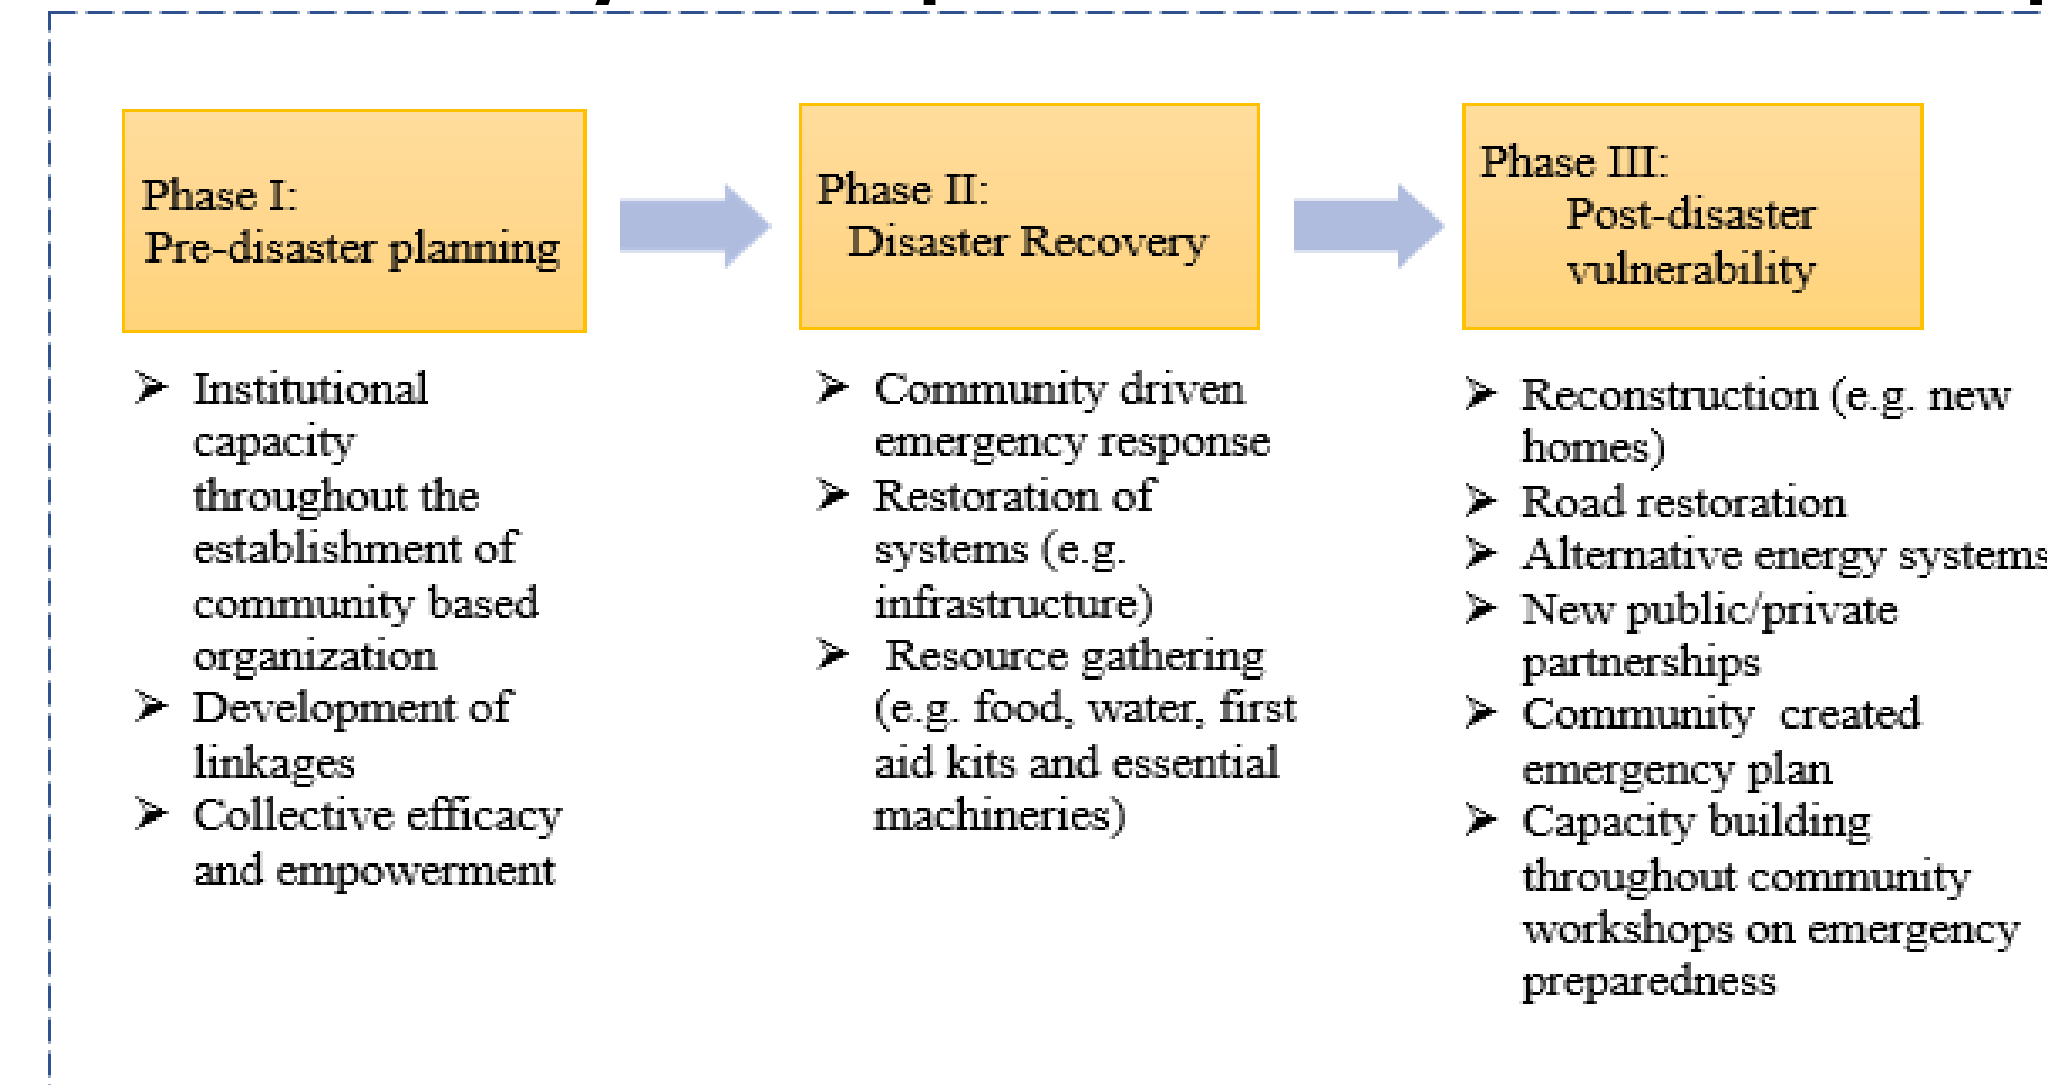 Phase I:
Pre-disaster planning
➢ Institutional
capacity
throughout the
establishment of
community based
organization
➢ Development of
linkages
➢ Collective efficacy
and empowerment
Phase II:
Disaster Recovery
➢ Community driven
emergency response
➢ Restoration of
systems (e.g.
infrastructure)
➢ Resource gathering
(e.g. food, water, first
aid kits and essential
machineries)
Phase III:
Post-disaster
vulnerability
➢ Reconstruction (e.g. new
homes)
➢ Road restoration
➢ Alternative energy systems
➢ New public/private
partnerships
➢ Community created
emergency plan
➢ Capacity building
throughout community
workshops on emergency
preparedness